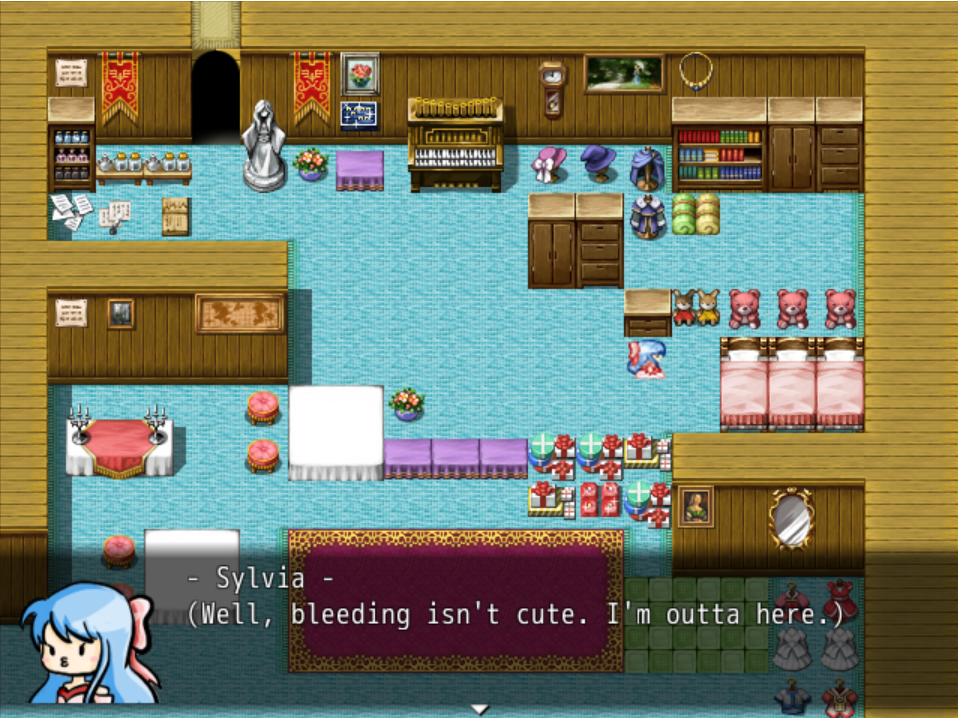 - Sylvia -
(Well, bleeding isn't cute. I'm outta here.)